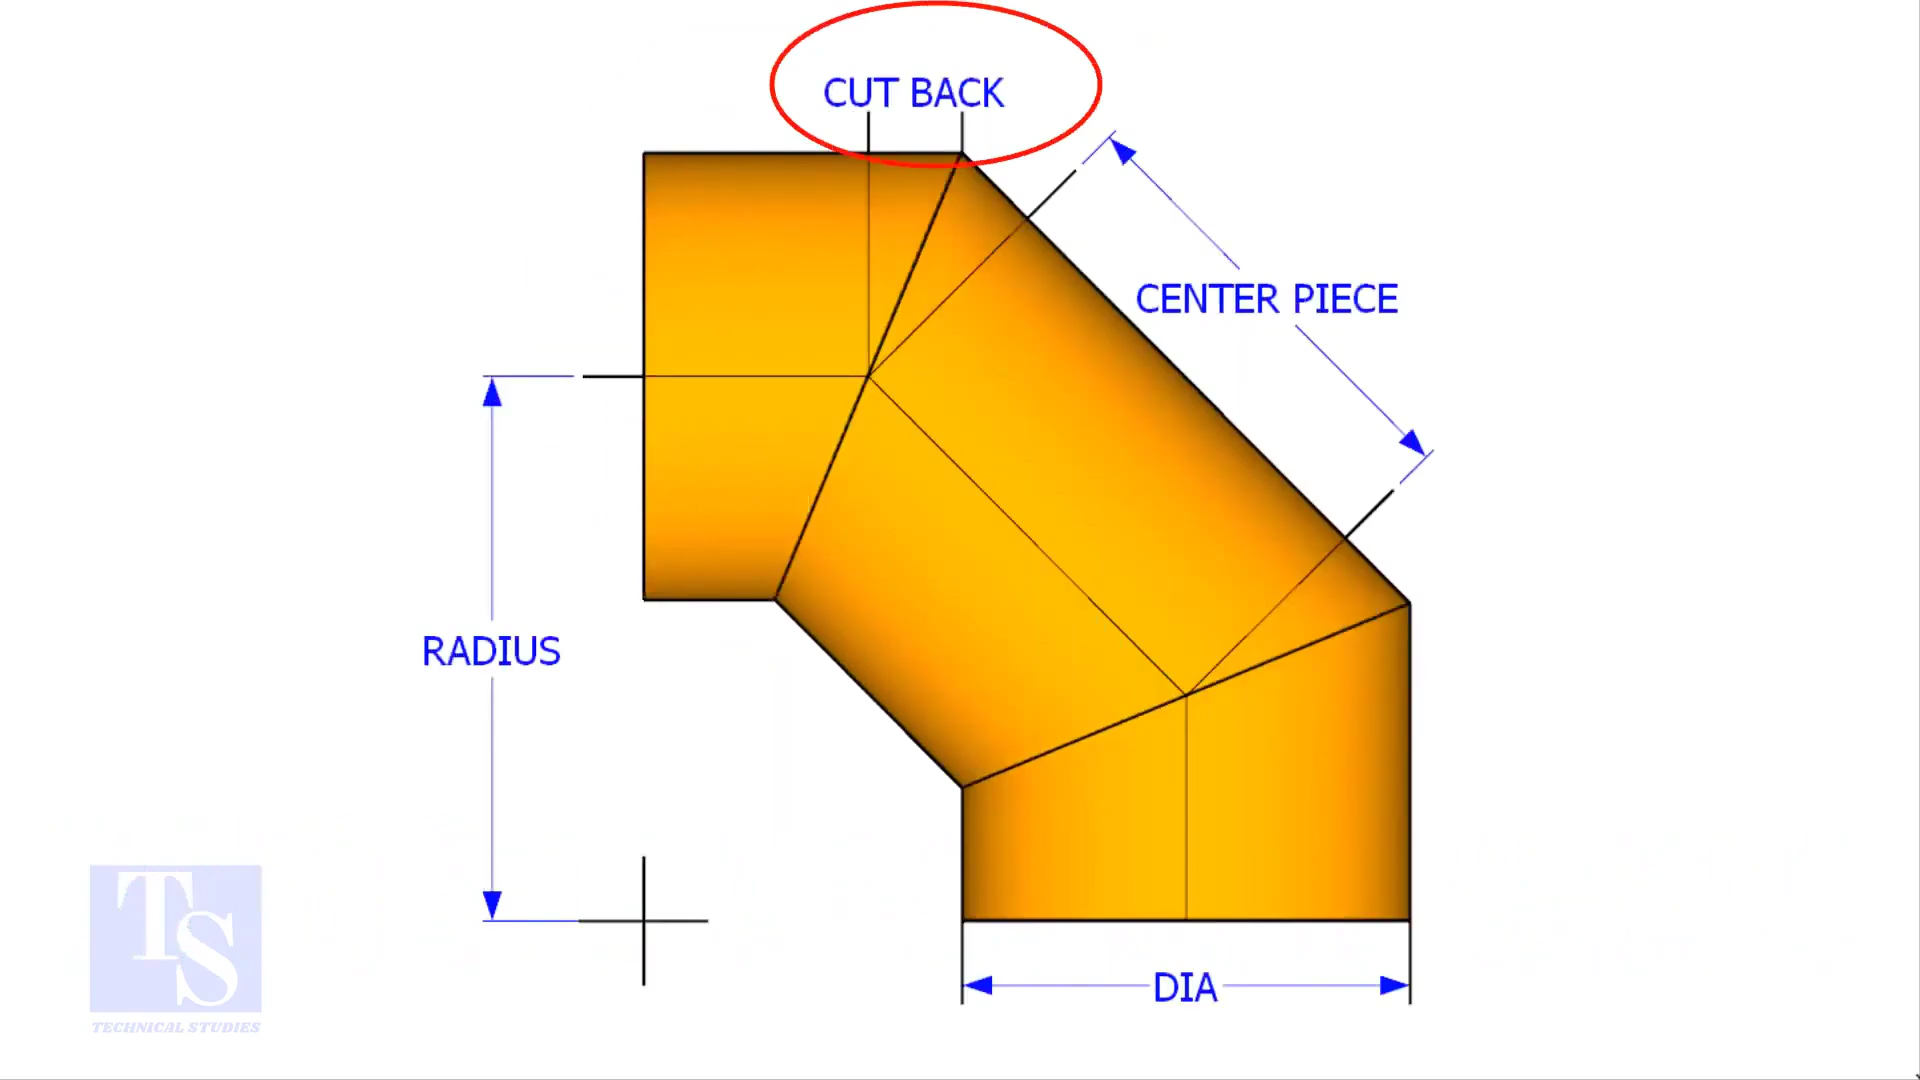 CUT BACK
CENTER PIECE
RADIUS
DIA
TS
TECHNICAL STUDIES